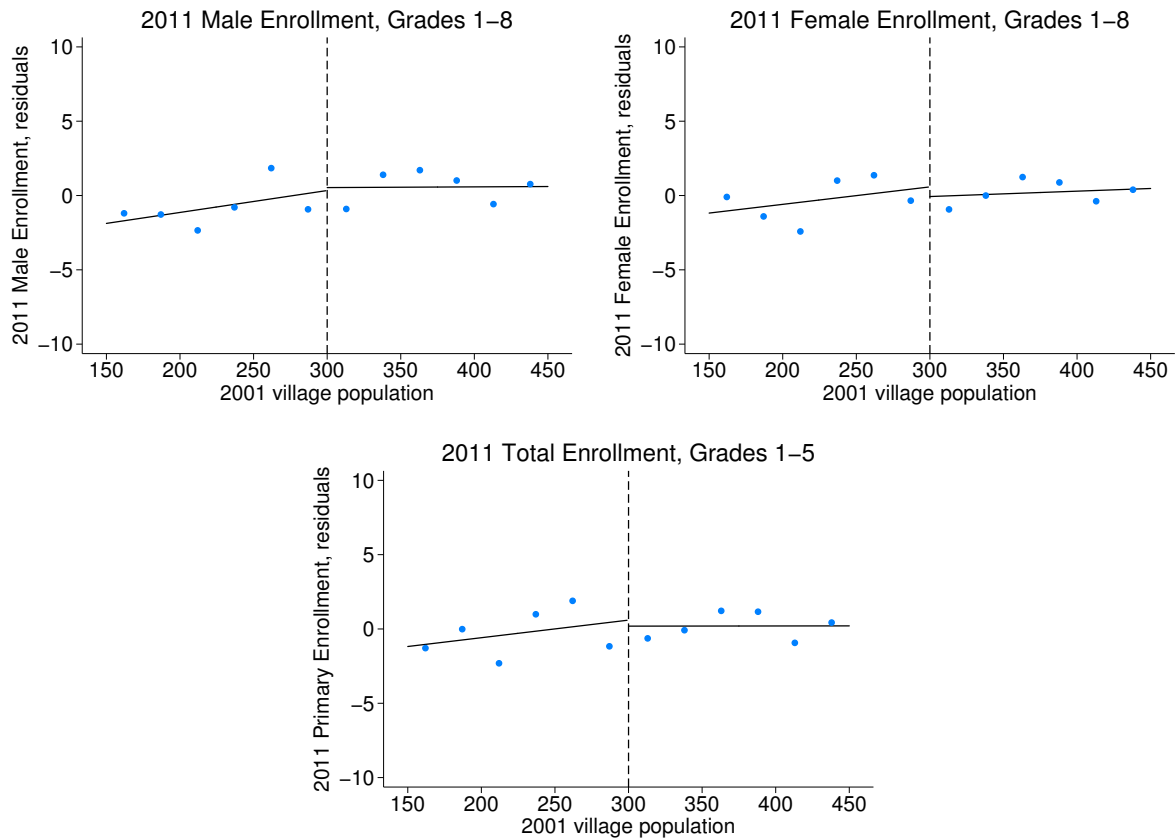 2011 Male Enrollment, Grades 1−8
2011 Male Enrollment, residuals
10
5
0
−5
−10
150 200 250 300 350 400 450
2001 village population
2011 Female Enrollment, Grades 1−8
2011 Female Enrollment, residuals
10
5
0
−5
−10
150 200 250 300 350 400 450
2001 village population
2011 Total Enrollment, Grades 1−5
2011 Primary Enrollment, residuals
10
5
0
−5
−10
150 200 250 300 350 400 450
2001 village population